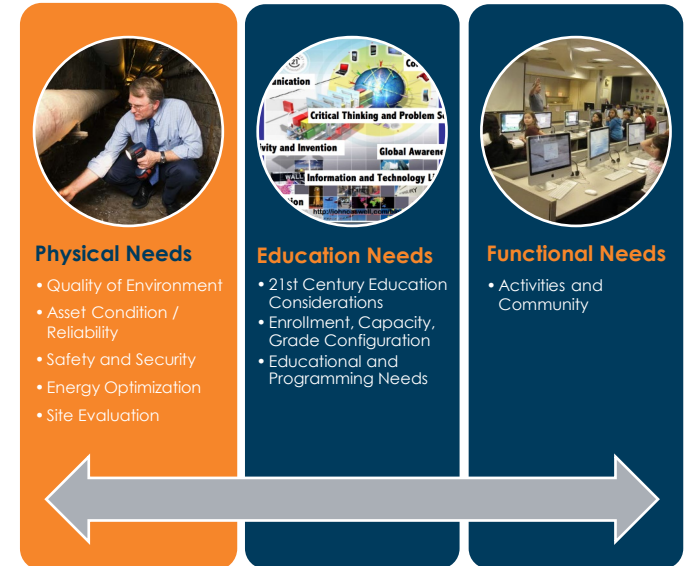 Physical Needs
• Quality of Environment
• Asset Condition /
Reliability
• Safety and Security
• Energy Optimization
• Site Evaluation
Critical Thinking and Problem
Global
Information and Technology
and Invention
Education Needs
• 21st Century Education
Considerations
• Enrollment, Capacity,
Grade Configuration
• Educational and
Programming Needs
Functional Needs
• Activities and
Community